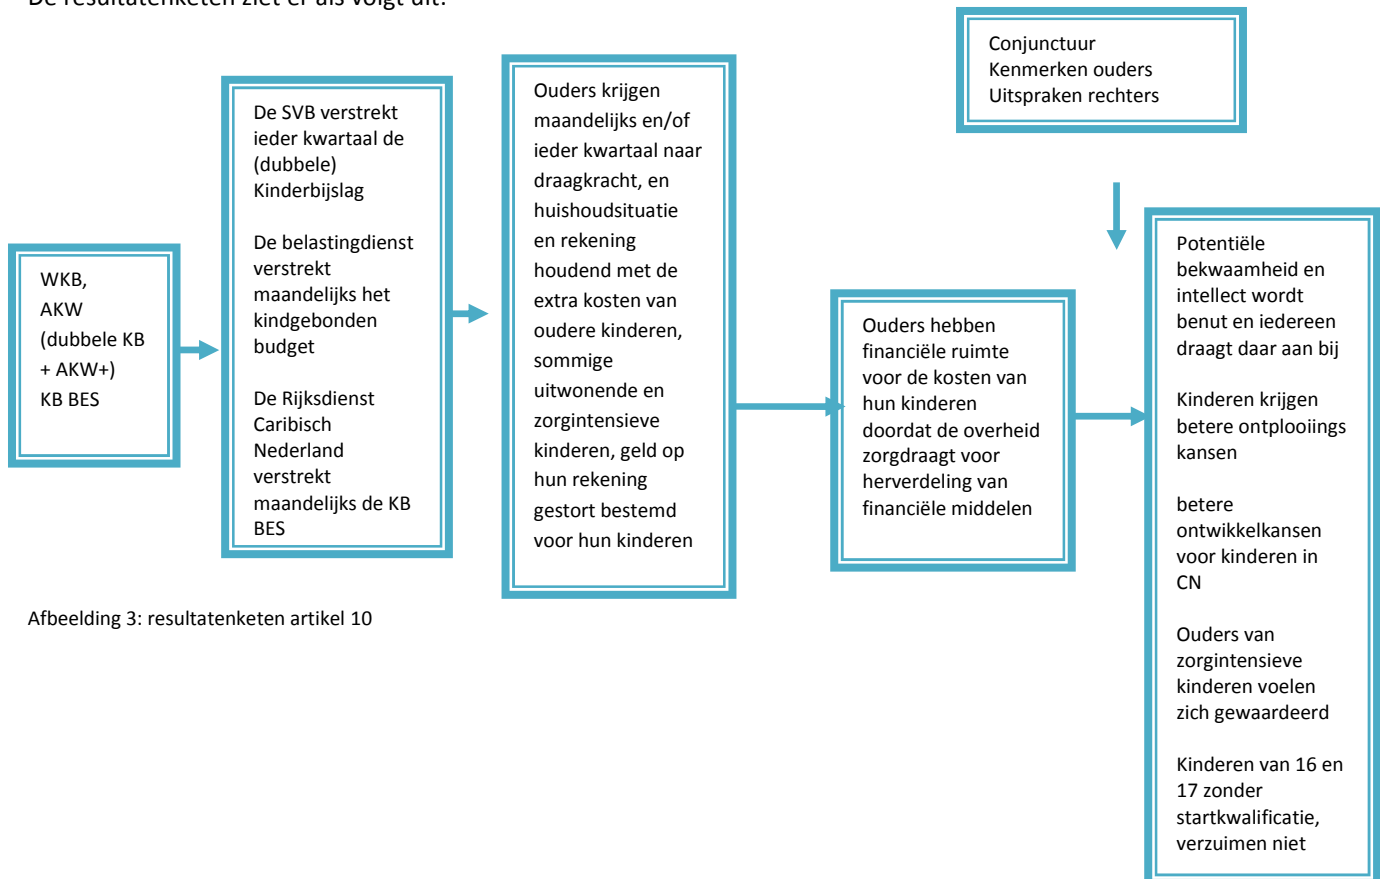 De resultatenketen ziet er als volgt uit:
WKB,
AKW
(dubbele KB
+ AKW+)
KB BES
De SVB verstrekt
ieder kwartaal de
(dubbele)
Kinderbijslag
De belastingdienst
verstrekt
maandelijks het
kindgebonden
budget
De Rijksdienst
Caribisch
Nederland
verstrekt
maandelijks de KB
BES
Ouders krijgen
maandelijks en/of
ieder kwartaal naar
draagkracht, en
huishoudsituatie
en rekening
houdend met de
extra kosten van
oudere kinderen,
sommige
uitwonende en
zorgintensieve
kinderen, geld op
hun rekening
gestort bestemd
voor hun kinderen
Ouders hebben
financiële ruimte
voor de kosten van
hun kinderen
doordat de overheid
zorgdraagt voor
herverdeling van
financiële middelen
Conjunctuur
Kenmerken ouders
Uitspraken rechters
Potentiële
bekwaamheid en
intellect wordt
benut en iedereen
draagt daar aan bij
Kinderen krijgen
betere ontplooiings
kansen
betere
ontwikkelkansen
voor kinderen in
CN
Ouders van
zorgintensieve
kinderen voelen
zich gewaardeerd
Kinderen van 16 en
17 zonder
startkwalificatie,
verzuimen niet
Afbeelding 3: resultatenketen artikel 10